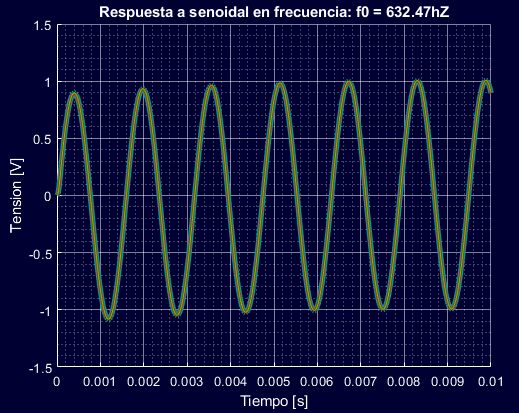 Respuesta a senoidal en frecuencia: f0 = 632.47hZ
1.5
1
0.5
0
-0.5
-1
-1.5
Tension [V]
0 0.001 0.002 0.003 0.004 0.005 0.006 0.007 0.008 0.009 0.01
Tiempo [s]